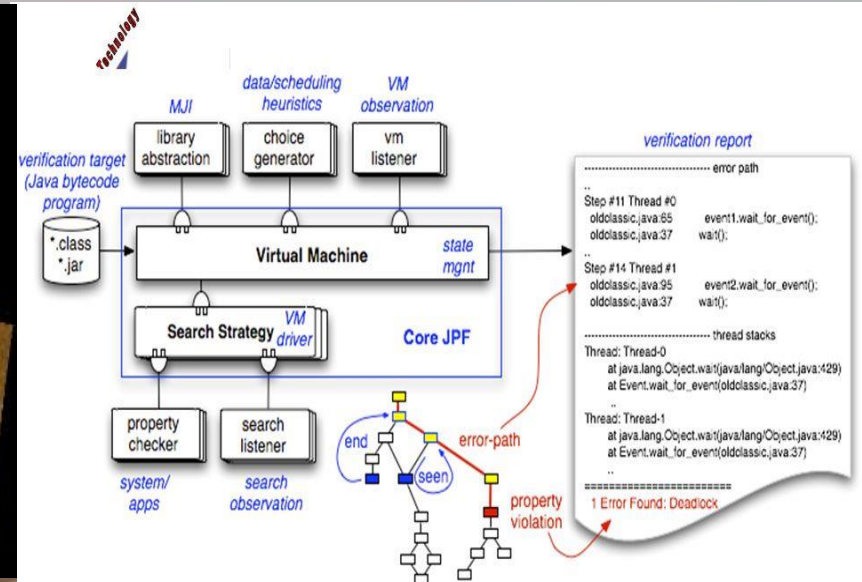 Technology
MJI
data/scheduling
heuristics
VM
observation
library
abstraction
choice
generator
vm
listener
verification target
(Java bytecode
program)
*.class
*.jar
Virtual Machine
state
mgnt
Search Strategy
VM
driver
Core JPF
property
checker
search
listener
system/
apps
search
observation
end
seen
error-path
property
violation
verification report
---------------------------------- error path
..
Step #11 Thread #0
oldclassic.java:65 event1.wait_for_event();
oldclassic.java:37 wait();
..
Step #14 Thread #1
oldclassic.java:95 event2.wait_for_event();
oldclassic.java:37 wait();
---------------------------------- thread stacks
Thread: Thread-0
at java.lang.Object.wait(java/lang/Object.java:429)
at Event.wait_for_event(oldclassic.java:37)
..
Thread: Thread-1
at java.lang.Object.wait(java/lang/Object.java:429)
at Event.wait_for_event(oldclassic.java:37)
..
========================
1 Error Found: Deadlock